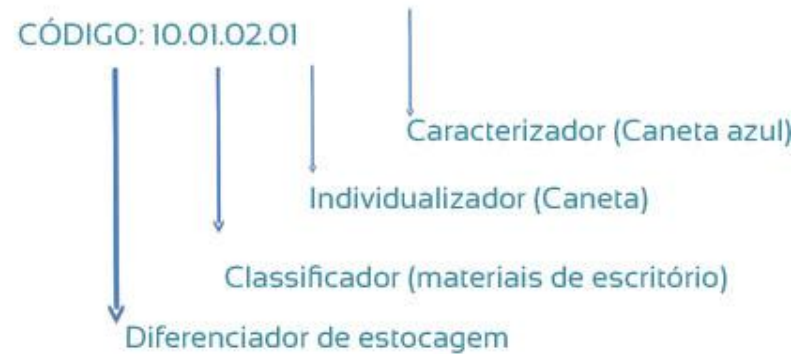 CÓDIGO: 10.01.02.01
Caracterizador (Caneta azul)
Individualizador (Caneta)
Classificador (materiais de escritório)
Diferenciador de estocagem